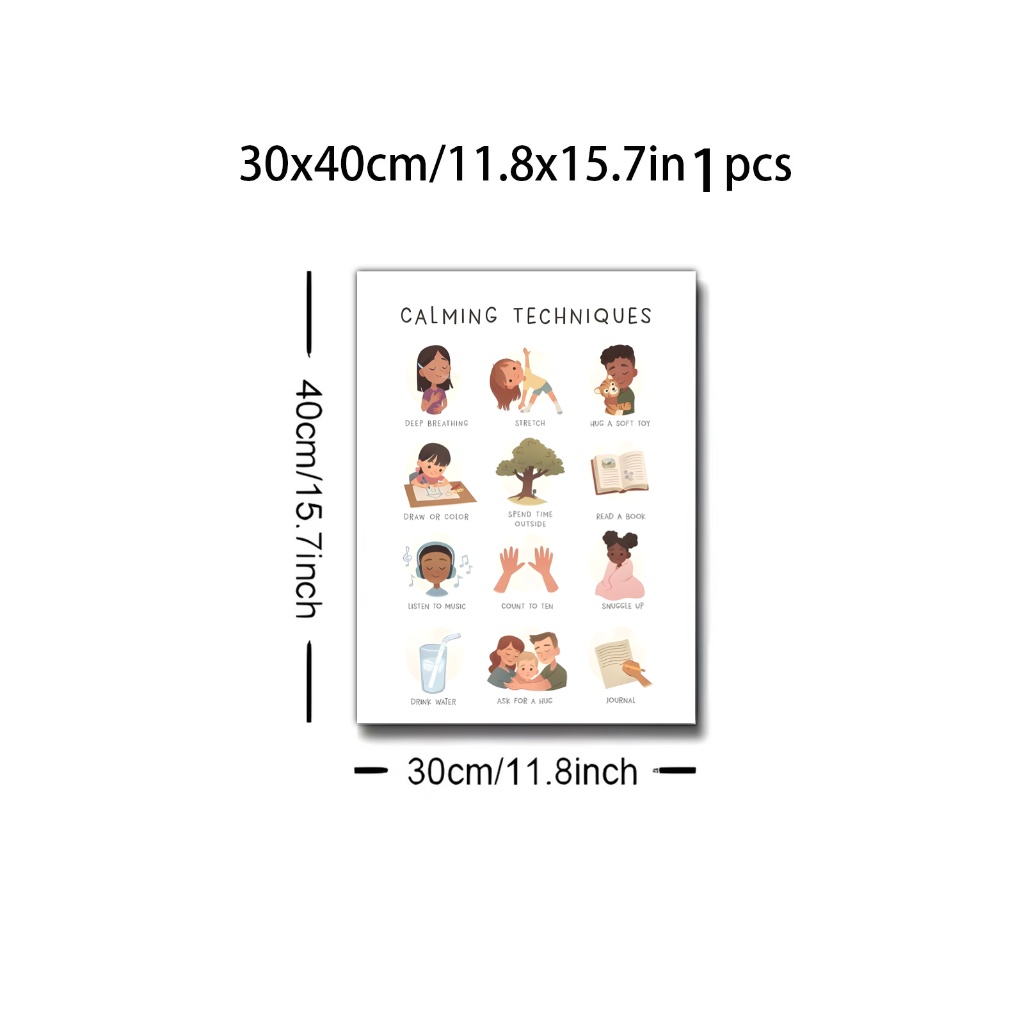 30x40cm/11.8x15.7in 1 pcs
CALMING TECHNIQUES
DEEP BREATHING
STRETCH
HUG A SOFT TOY
DRAW OR COLOR
SPEND TIME
OUTSIDE
READ A BOOK
LISTEN TO MUSIC
COUNT TO TEN
SNUGGLE UP
DRINK WATER
ASK FOR A HUG
JOURNAL
40cm/15.7inch
30cm/11.8inch